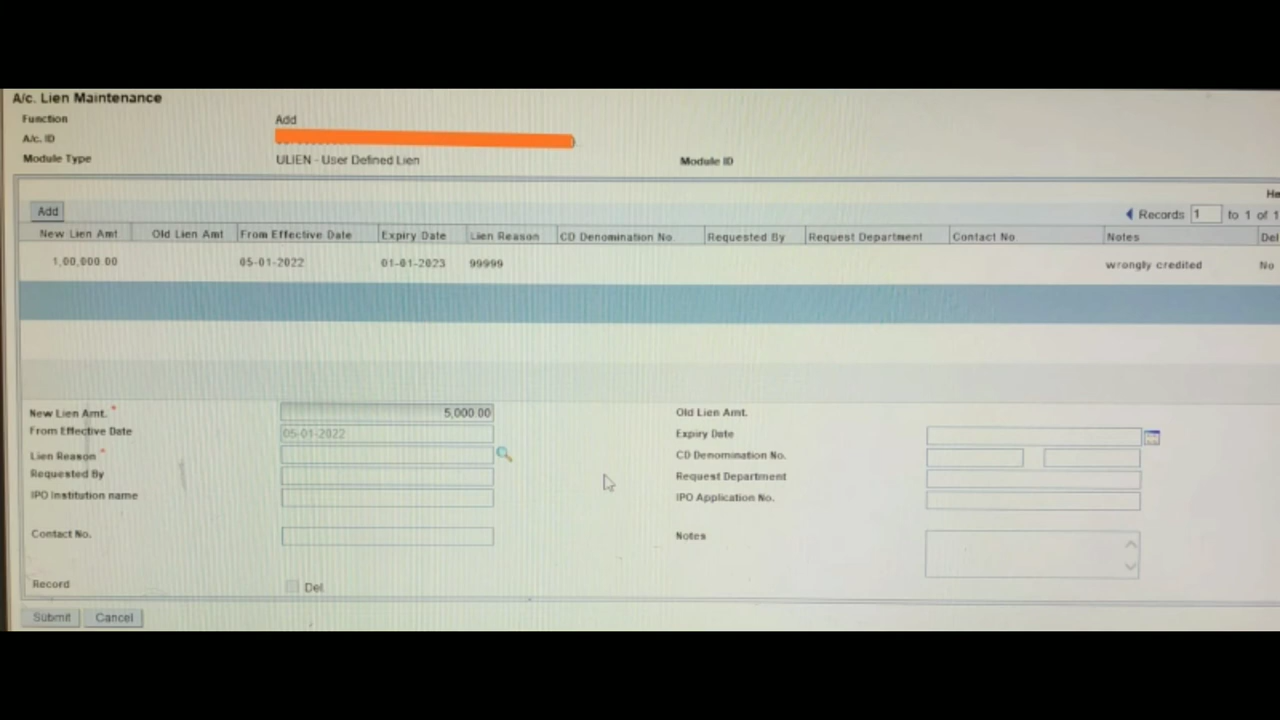 A/c. Lien Maintenance
Function Add
A/c. ID
Module Type ULIEN - User Defined Lien Module ID
He
Add Records 1 to 1 of 1
New Lien Amt Old Lien Amt From Effective Date Expiry Date Lien Reason CD Denomination No Requested By Request Department Contact No Notes Del
1,00,000.00 05-01-2022 01-01-2023 99999 wrongly credited No
New Lien Amt. * 5,000.00 Old Lien Amt.
From Effective Date 05-01-2022 Expiry Date
Lien Reason * CD Denomination No.
Requested By Request Department
IPO Institution name IPO Application No.
Contact No. Notes
Record Del
Submit Cancel